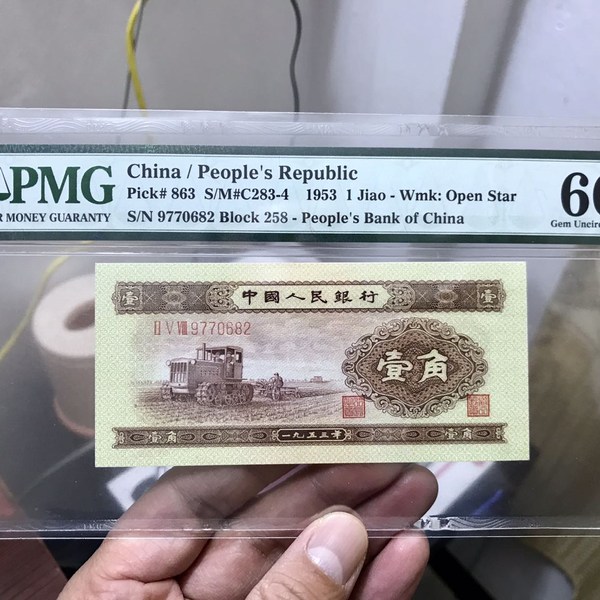 PMG
China / People's Republic
Pick# 863 S/M#C283-4 1953 1 Jiao - Wmk: Open Star
R MONEY GUARANTY
S/N 9770682 Block 258 - People's Bank of China
Gem Uncirc
中國人民銀行
壹
壹
II V VIII 9770682
壹角
壹角
一九五三年
壹角